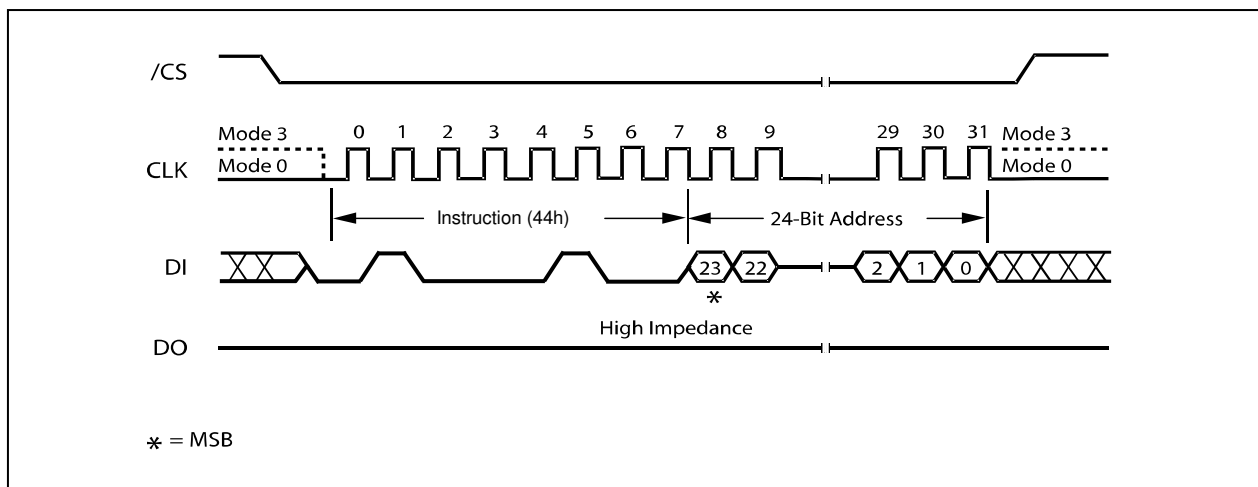 /CS
Mode 3 0 1 2 3 4 5 6 7 8 9 29 30 31 Mode 3
CLK Mode 0 Mode 0
Instruction (44h) 24-Bit Address
DI 23 22 2 1 0
*
High Impedance
DO
* = MSB